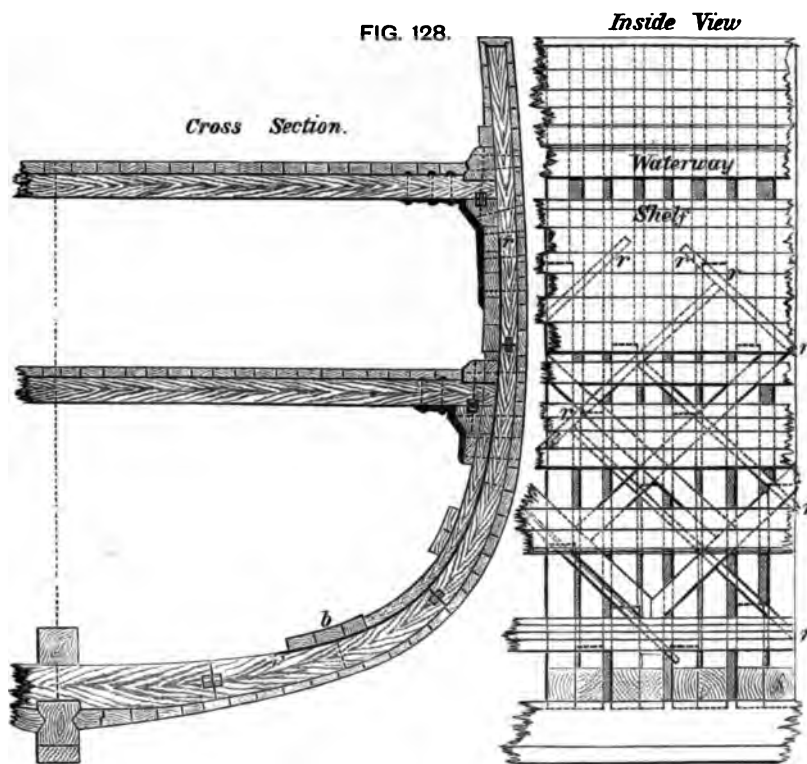 FIG. 128.
Inside View
Cross Section.
Waterway
Shelf
r
r
r
r
r
r
b
r
r